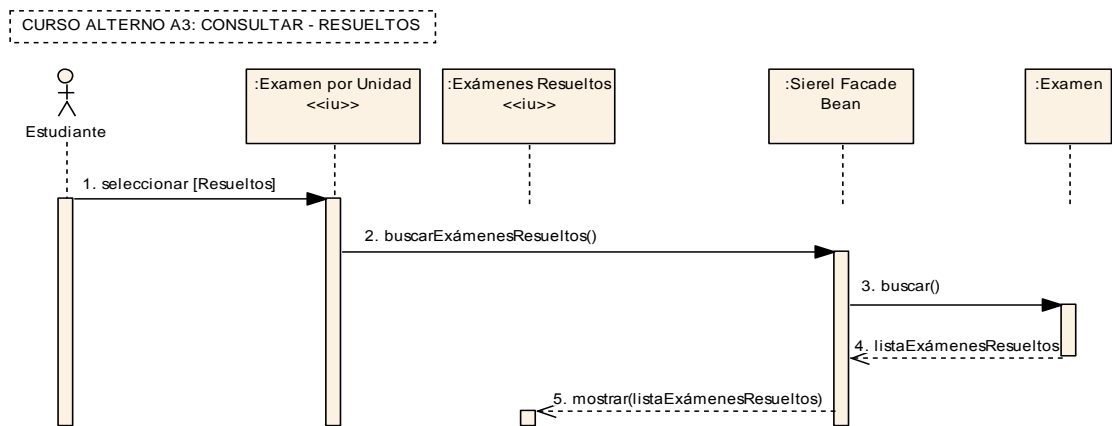 CURSO ALTERNO A3: CONSULTAR - RESUELTOS
Estudiante
:Examen por Unidad
<<iu>>
:Exámenes Resueltos
<<iu>>
:Sierel Facade
Bean
:Examen
1. seleccionar [Resueltos]
2. buscarExámenesResueltos()
3. buscar()
4. listaExámenesResueltos
5. mostrar(listaExámenesResueltos)